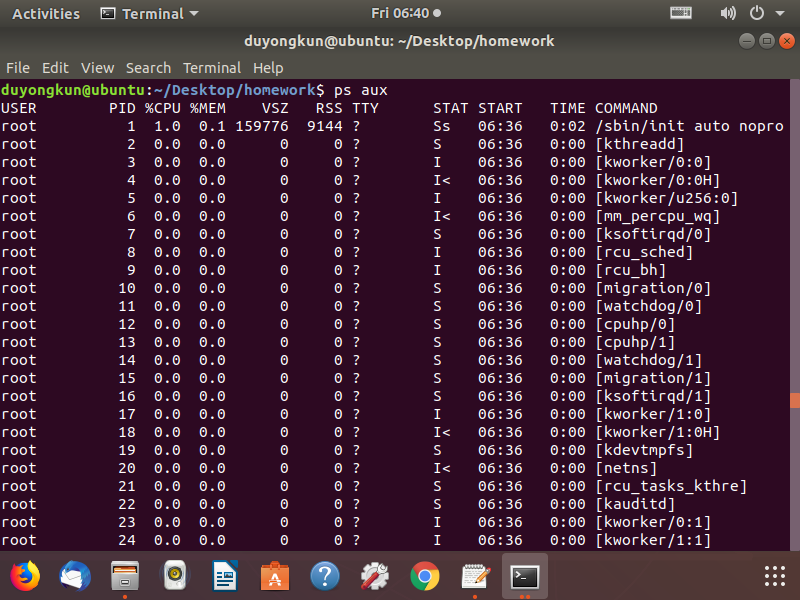 Activities Terminal Fri 06:40
duyongkun@ubuntu: ~/Desktop/homework
File Edit View Search Terminal Help
duyongkun@ubuntu:~/Desktop/homework$ ps aux
USER PID %CPU %MEM VSZ RSS TTY STAT START TIME COMMAND
root 1 1.0 0.1 159776 9144 ? Ss 06:36 0:02 /sbin/init auto nopro
root 2 0.0 0.0 0 0 ? S 06:36 0:00 [kthreadd]
root 3 0.0 0.0 0 0 ? I 06:36 0:00 [kworker/0:0]
root 4 0.0 0.0 0 0 ? I< 06:36 0:00 [kworker/0:0H]
root 5 0.0 0.0 0 0 ? I 06:36 0:00 [kworker/u256:0]
root 6 0.0 0.0 0 0 ? I< 06:36 0:00 [mm_percpu_wq]
root 7 0.0 0.0 0 0 ? S 06:36 0:00 [ksoftirqd/0]
root 8 0.0 0.0 0 0 ? I 06:36 0:00 [rcu_sched]
root 9 0.0 0.0 0 0 ? I 06:36 0:00 [rcu_bh]
root 10 0.0 0.0 0 0 ? S 06:36 0:00 [migration/0]
root 11 0.0 0.0 0 0 ? S 06:36 0:00 [watchdog/0]
root 12 0.0 0.0 0 0 ? S 06:36 0:00 [cpuhp/0]
root 13 0.0 0.0 0 0 ? S 06:36 0:00 [cpuhp/1]
root 14 0.0 0.0 0 0 ? S 06:36 0:00 [watchdog/1]
root 15 0.0 0.0 0 0 ? S 06:36 0:00 [migration/1]
root 16 0.0 0.0 0 0 ? S 06:36 0:00 [ksoftirqd/1]
root 17 0.0 0.0 0 0 ? I 06:36 0:00 [kworker/1:0]
root 18 0.0 0.0 0 0 ? I< 06:36 0:00 [kworker/1:0H]
root 19 0.0 0.0 0 0 ? S 06:36 0:00 [kdevtmpfs]
root 20 0.0 0.0 0 0 ? I< 06:36 0:00 [netns]
root 21 0.0 0.0 0 0 ? S 06:36 0:00 [rcu_tasks_kthre]
root 22 0.0 0.0 0 0 ? S 06:36 0:00 [kauditd]
root 23 0.0 0.0 0 0 ? I 06:36 0:00 [kworker/0:1]
root 24 0.0 0.0 0 0 ? I 06:36 0:00 [kworker/1:1]